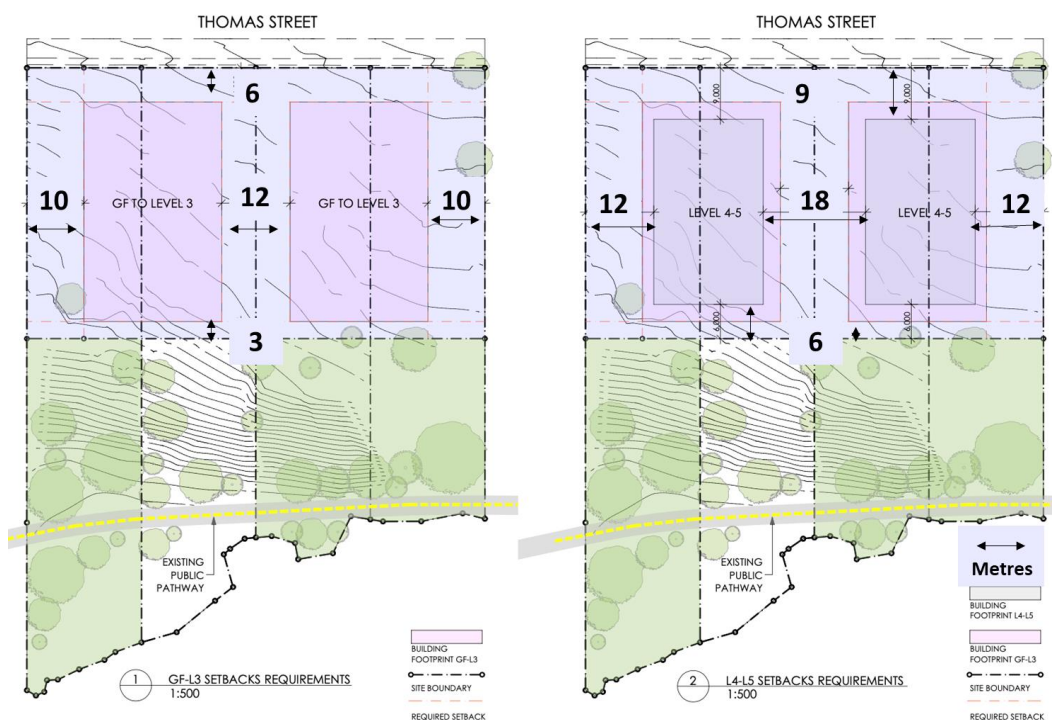 THOMAS STREET
6
10
GF TO LEVEL 3
12
GF TO LEVEL 3
10
3
EXISTING
PUBLIC
PATHWAY
BUILDING
FOOTPRINT GF-L3
SITE BOUNDARY
REQUIRED SETBACK
1
GF-L3 SETBACKS REQUIREMENTS
1:500
THOMAS STREET
9
9,000
9,000
12
LEVEL 4-5
18
LEVEL 4-5
12
6
6,000
6,000
EXISTING
PUBLIC
PATHWAY
Metres
BUILDING
FOOTPRINT L4-L5
BUILDING
FOOTPRINT GF-L3
SITE BOUNDARY
REQUIRED SETBACK
2
L4-L5 SETBACKS REQUIREMENTS
1:500